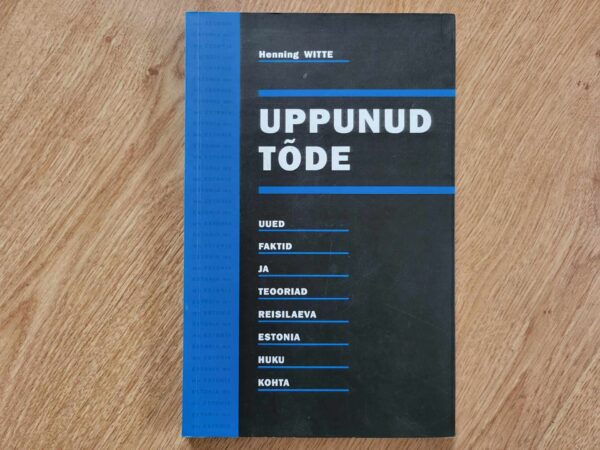 Henning WITTE
UPPUNUD
TÕDE
UUED
FAKTID
JA
TEOORIAD
REISILAEVA
ESTONIA
HUKU
KOHTA